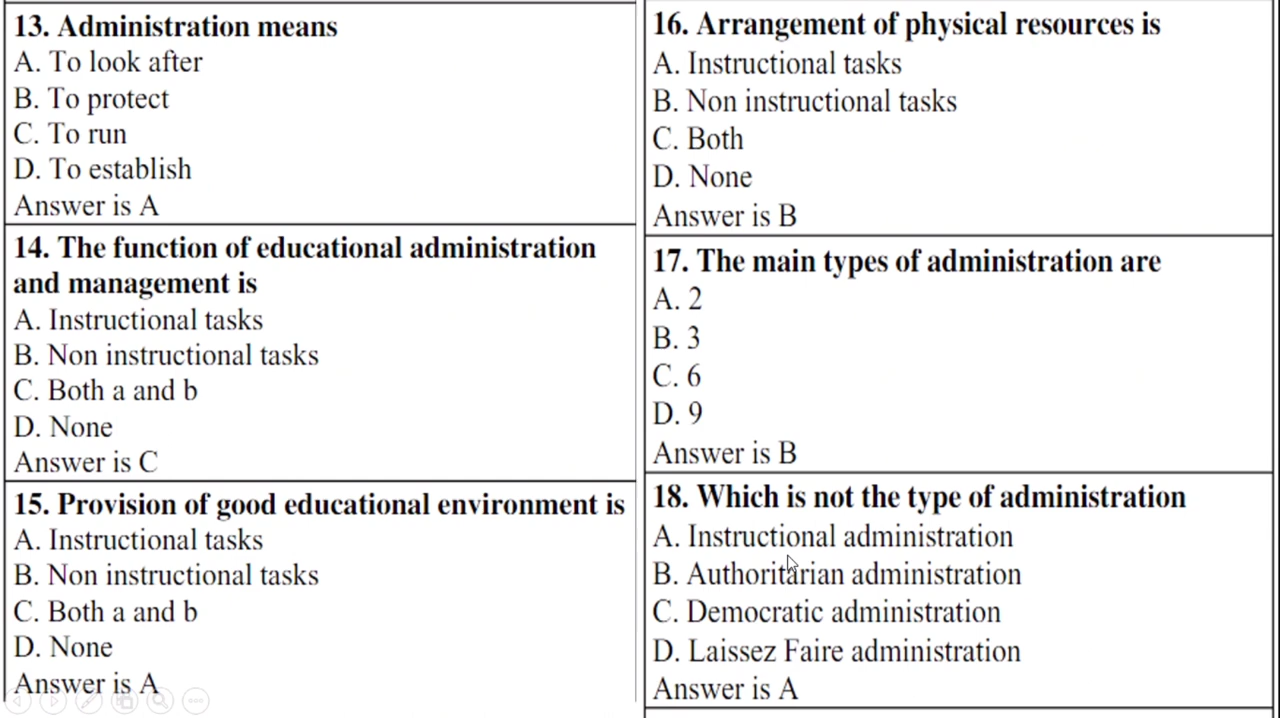 13. Administration means
A. To look after
B. To protect
C. To run
D. To establish
Answer is A
14. The function of educational administration
and management is
A. Instructional tasks
B. Non instructional tasks
C. Both a and b
D. None
Answer is C
15. Provision of good educational environment is
A. Instructional tasks
B. Non instructional tasks
C. Both a and b
D. None
Answer is A
16. Arrangement of physical resources is
A. Instructional tasks
B. Non instructional tasks
C. Both
D. None
Answer is B
17. The main types of administration are
A. 2
B. 3
C. 6
D. 9
Answer is B
18. Which is not the type of administration
A. Instructional administration
B. Authoritarian administration
C. Democratic administration
D. Laissez Faire administration
Answer is A